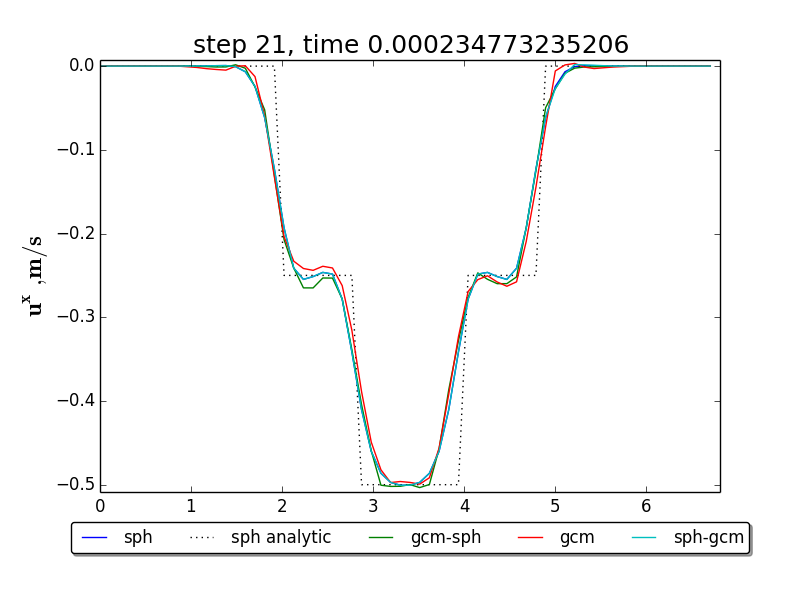 step 21, time 0.000234773235206
0.0
−0.1
−0.2
−0.3
−0.4
−0.5
u^x ,m/s
0 1 2 3 4 5 6
sph sph analytic gcm-sph gcm sph-gcm